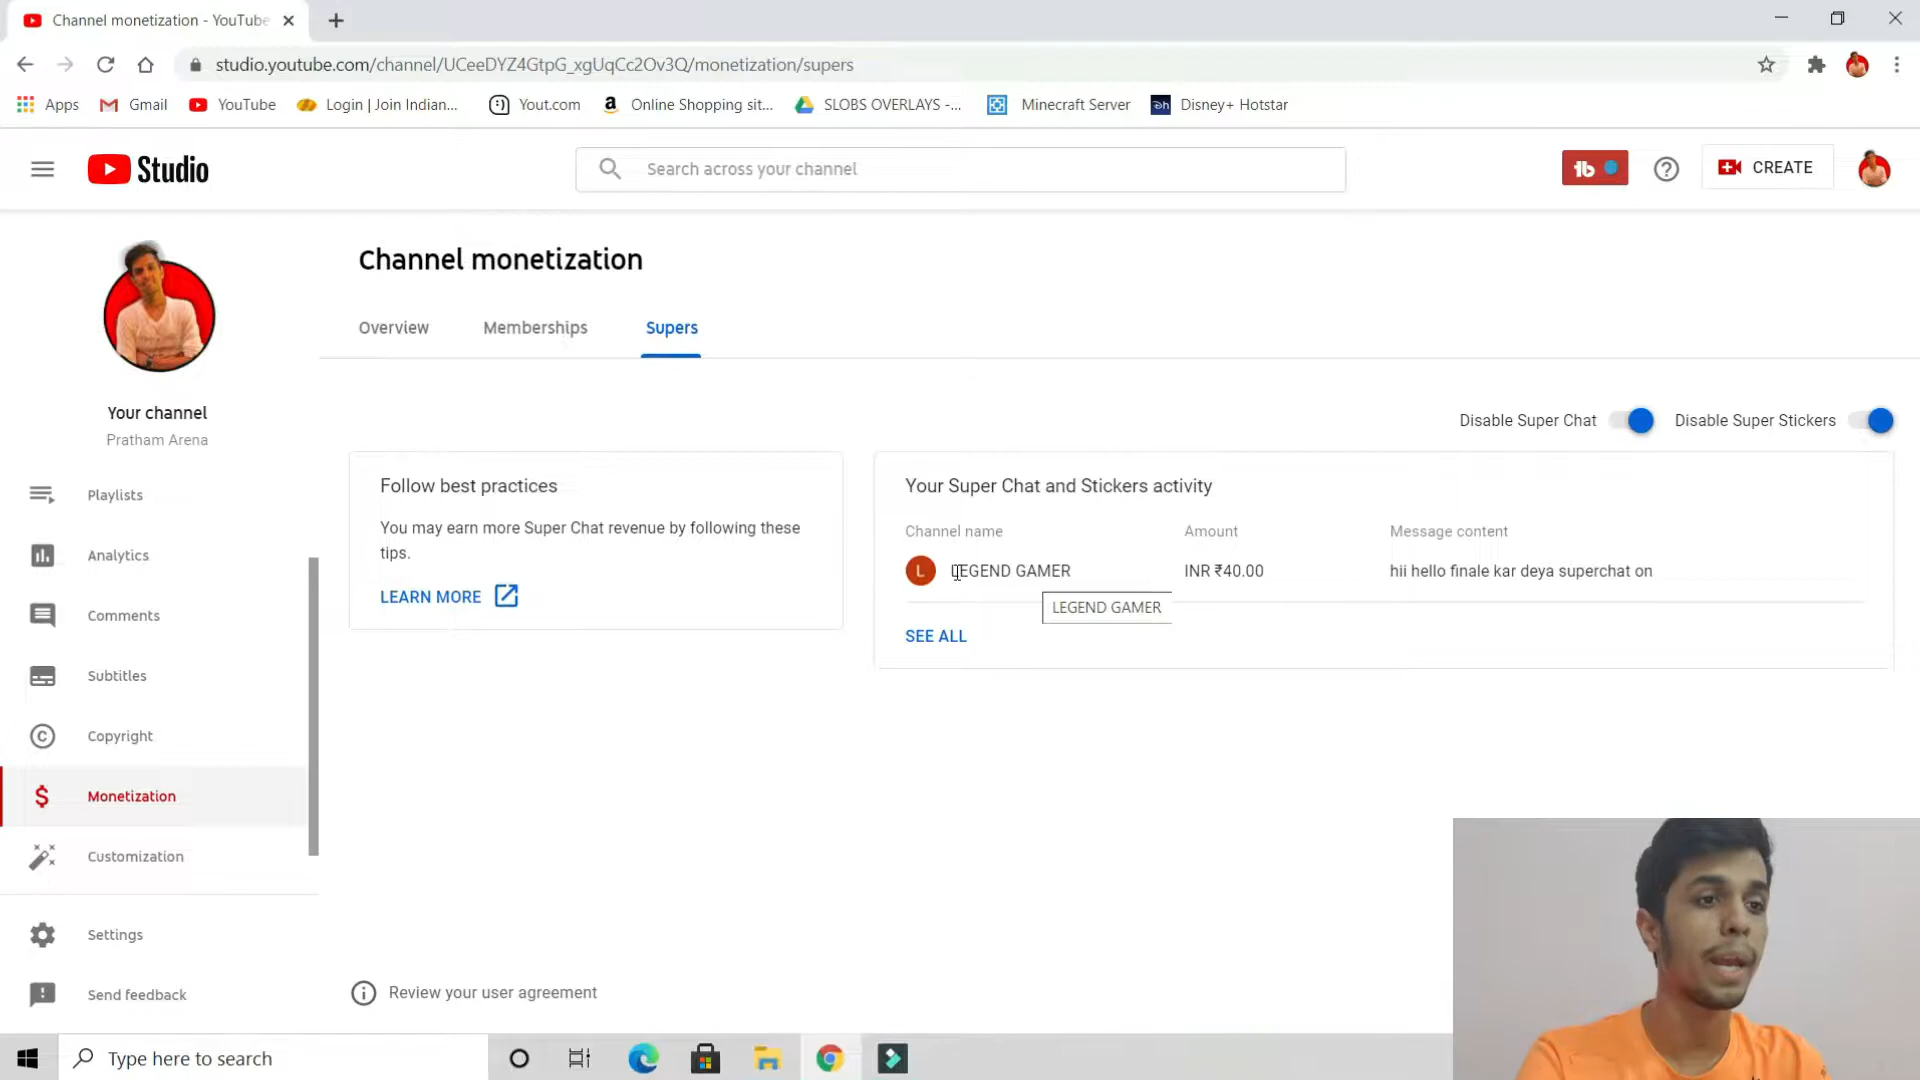 Channel monetization - YouTube
studio.youtube.com/channel/UCeeDYZ4GtpG_xgUqCc2Ov3Q/monetization/supers
Apps Gmail YouTube Login | Join Indian... Yout.com Online Shopping sit... SLOBS OVERLAYS -... Minecraft Server Disney+ Hotstar
Studio
Search across your channel
CREATE
Channel monetization
Overview Memberships Supers
Your channel
Pratham Arena
Disable Super Chat Disable Super Stickers
Follow best practices
You may earn more Super Chat revenue by following these
tips.
LEARN MORE
Your Super Chat and Stickers activity
Channel name Amount Message content
L LEGEND GAMER INR ₹40.00 hii hello finale kar deya superchat on
LEGEND GAMER
SEE ALL
Playlists
Analytics
Comments
Subtitles
Copyright
Monetization
Customization
Settings
Send feedback
Review your user agreement
Type here to search